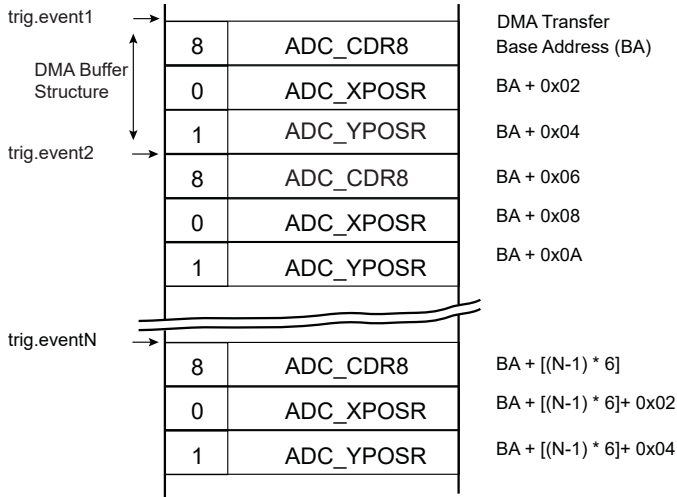 trig.event1
DMA Transfer
8 ADC_CDR8 Base Address (BA)
DMA Buffer
Structure
0 ADC_XPOSR BA + 0x02
1 ADC_YPOSR BA + 0x04
trig.event2
8 ADC_CDR8 BA + 0x06
0 ADC_XPOSR BA + 0x08
1 ADC_YPOSR BA + 0x0A
trig.eventN
8 ADC_CDR8 BA + [(N-1) * 6]
0 ADC_XPOSR BA + [(N-1) * 6]+ 0x02
1 ADC_YPOSR BA + [(N-1) * 6]+ 0x04